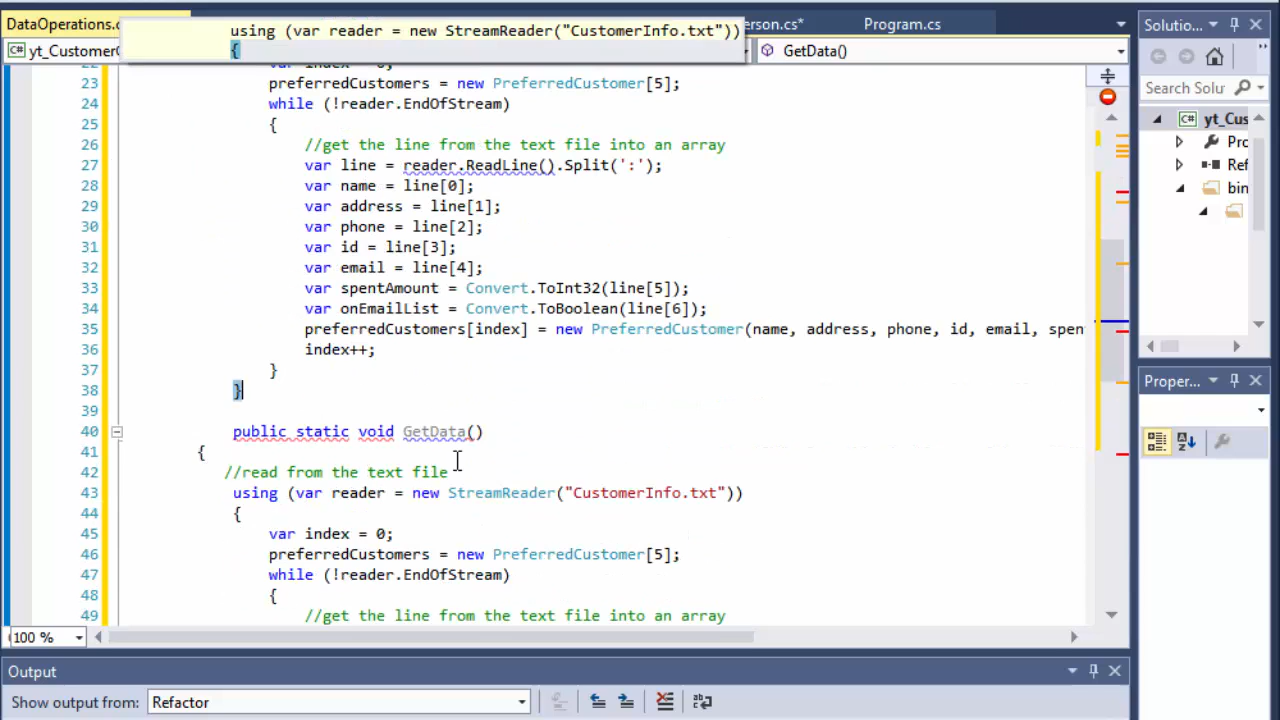 DataOperations.c
erson.cs*
Program.cs
Solutio...
using (var reader = new StreamReader("CustomerInfo.txt"))
{
C# yt_Customer
GetData()
Search Solu
C# yt_Cus
Pro
Ref
bin
23 preferredCustomers = new PreferredCustomer[5];
24 while (!reader.EndOfStream)
25 {
26 //get the line from the text file into an array
27 var line = reader.ReadLine().Split(':');
28 var name = line[0];
29 var address = line[1];
30 var phone = line[2];
31 var id = line[3];
32 var email = line[4];
33 var spentAmount = Convert.ToInt32(line[5]);
34 var onEmailList = Convert.ToBoolean(line[6]);
35 preferredCustomers[index] = new PreferredCustomer(name, address, phone, id, email, spen
36 index++;
37 }
38 }
39
40 public static void GetData()
41 {
42 //read from the text file
43 using (var reader = new StreamReader("CustomerInfo.txt"))
44 {
45 var index = 0;
46 preferredCustomers = new PreferredCustomer[5];
47 while (!reader.EndOfStream)
48 {
49 //get the line from the text file into an array
100 %
Proper...
Output
Show output from: Refactor